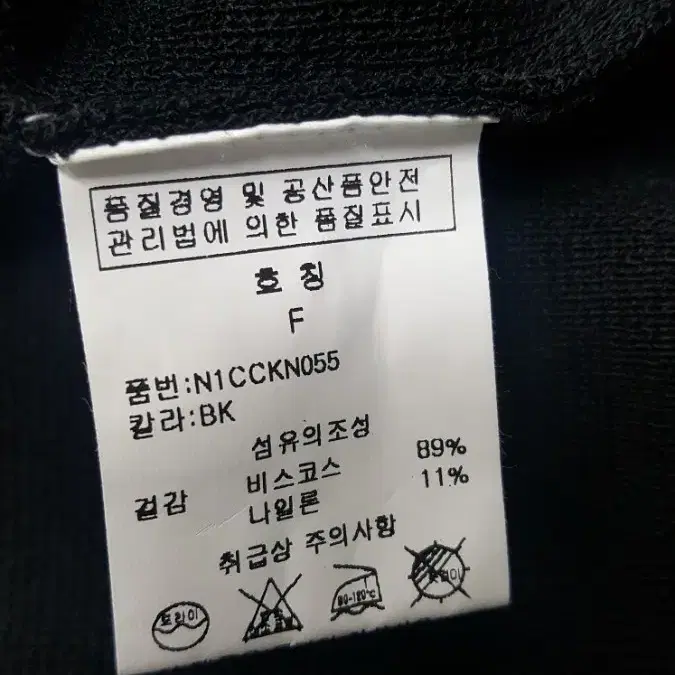 품질경영 및 공산품안전
관리법에 의한 품질표시
호칭
F
품번:N1CCKN055
칼라:BK
섬유의조성
겉감 비스코스 89%
나일론 11%
취급상 주의사항
드라이
80-120℃